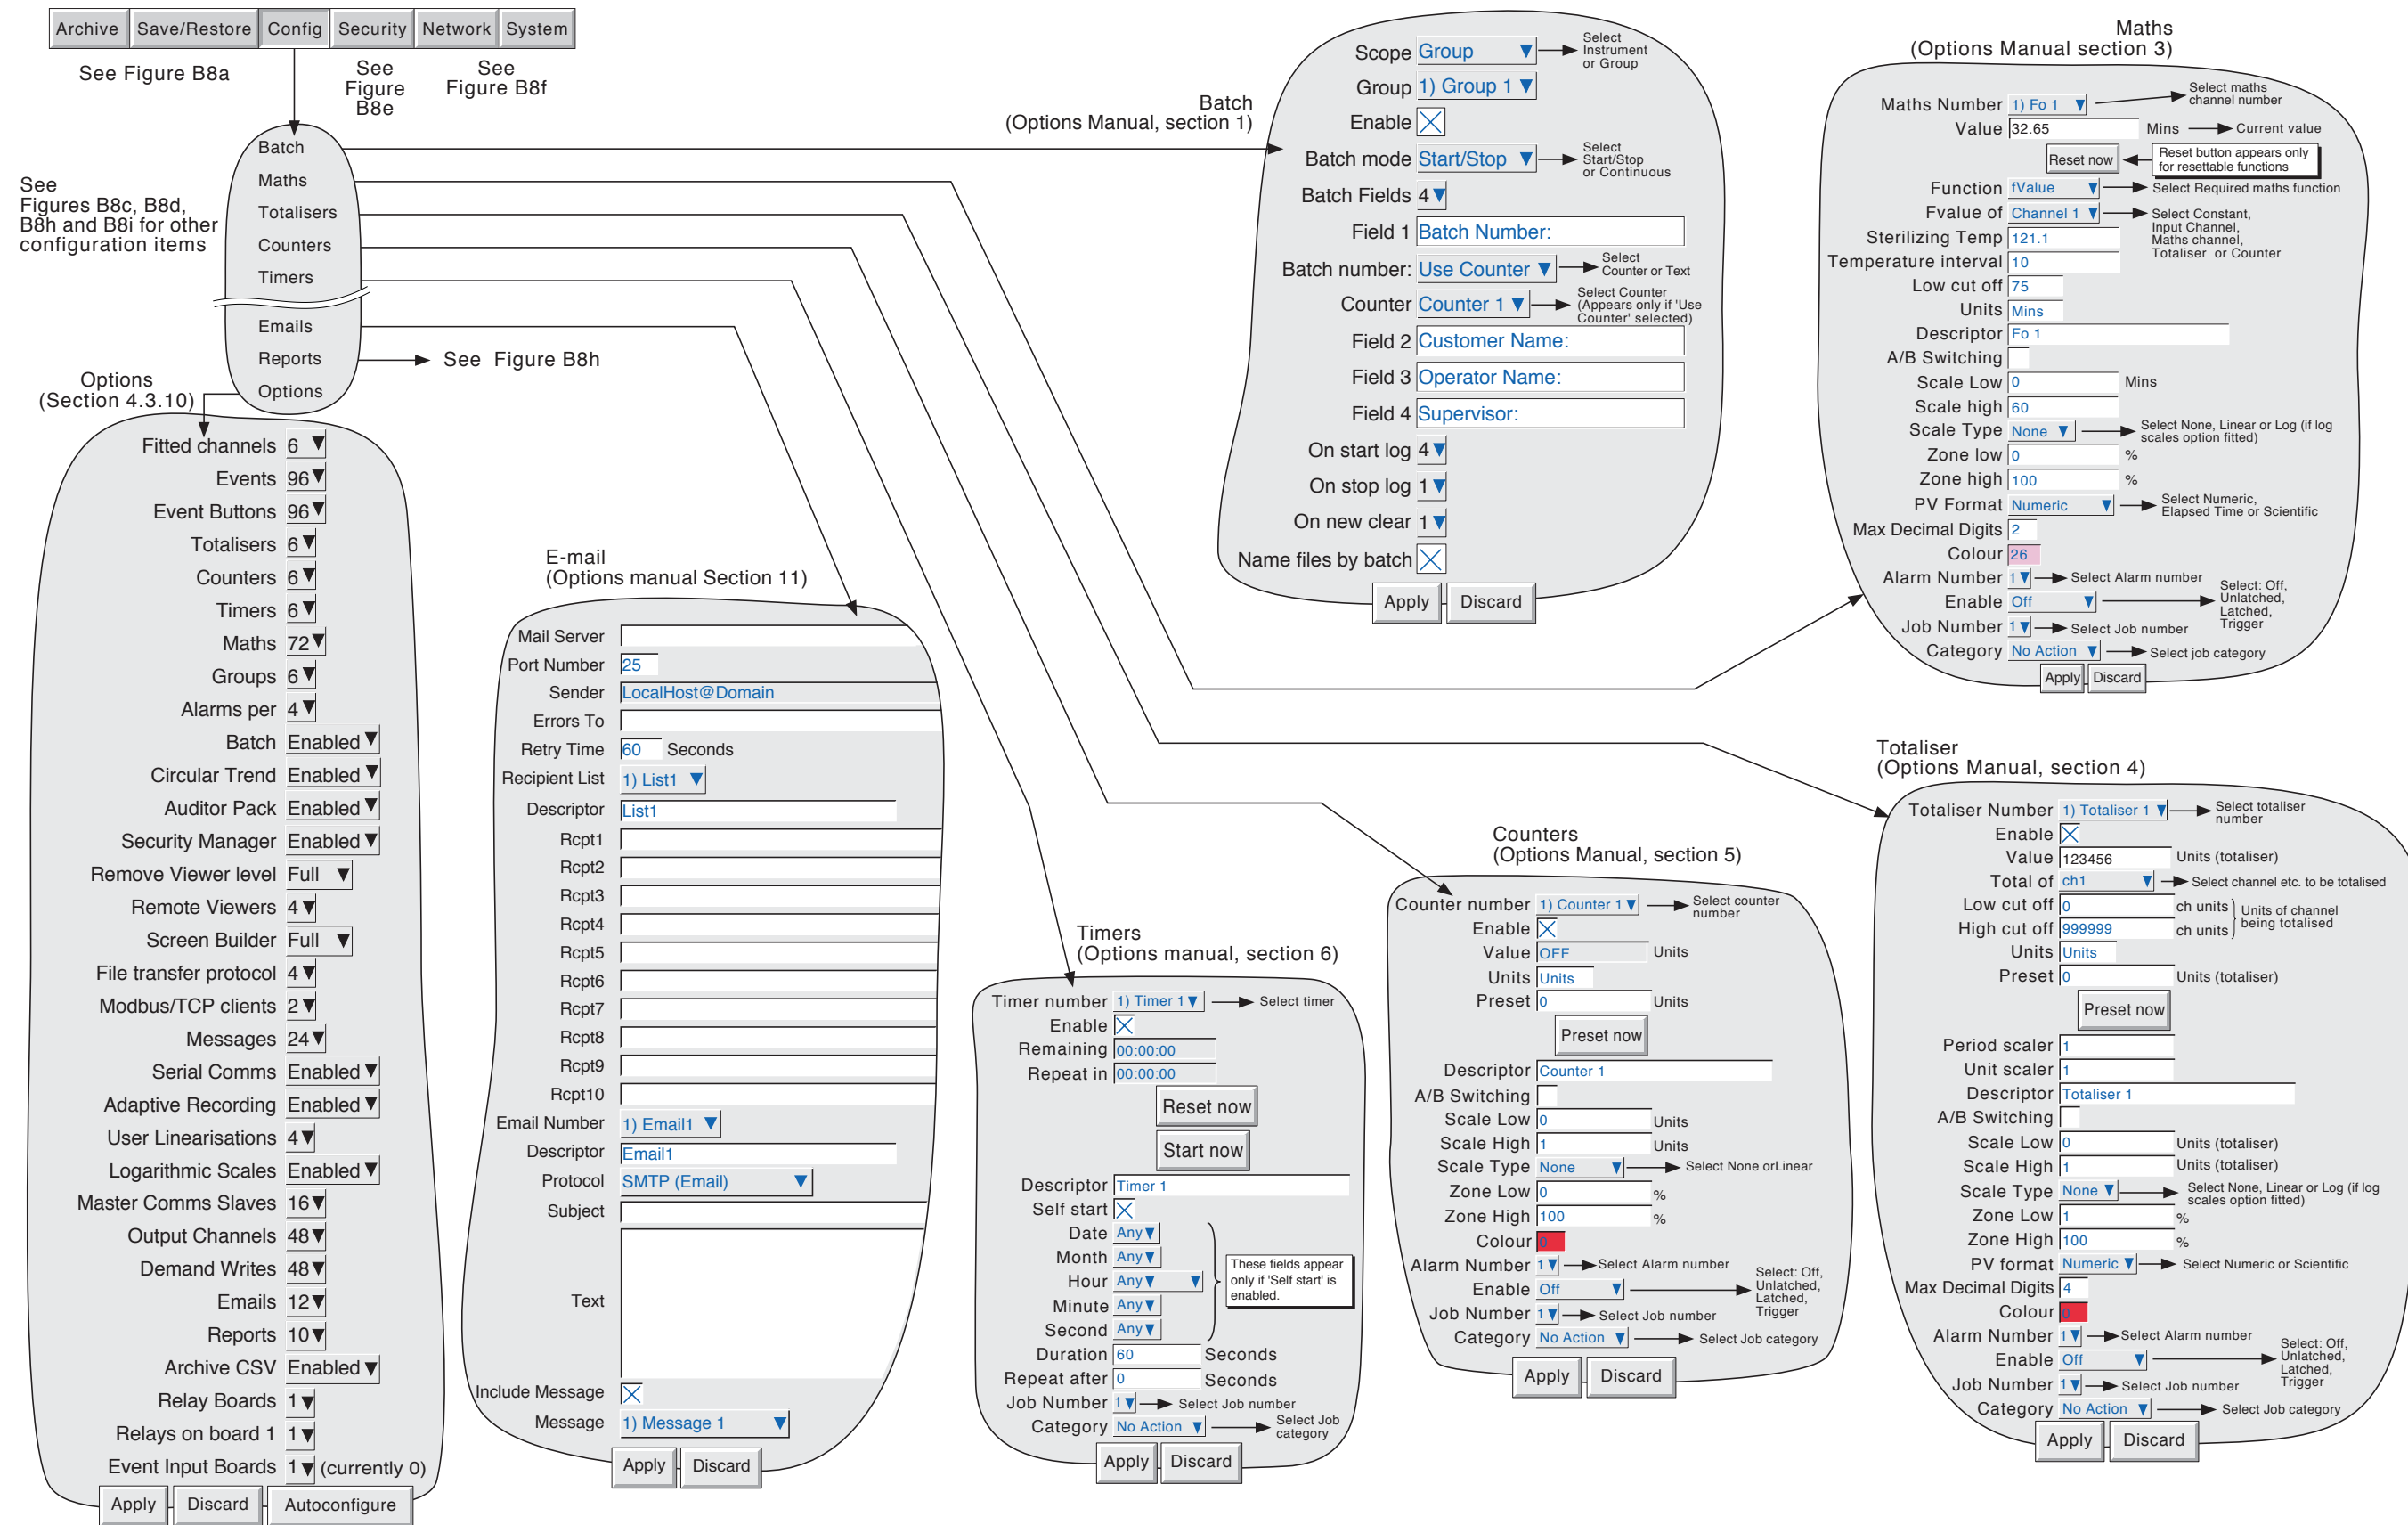 Archive Save/Restore Config Security Network System
See Figure B8a
See
Figure
B8e
See
Figure B8f
See
Figures B8c, B8d,
B8h and B8i for other
configuration items
Batch
Maths
Totalisers
Counters
Timers
Emails
Reports
Options
See Figure B8h
Options
(Section 4.3.10)
Fitted channels 6
Events 96
Event Buttons 96
Totalisers 6
Counters 6
Timers 6
Maths 72
Groups 6
Alarms per 4
Batch Enabled
Circular Trend Enabled
Auditor Pack Enabled
Security Manager Enabled
Remove Viewer level Full
Remote Viewers 4
Screen Builder Full
File transfer protocol 4
Modbus/TCP clients 2
Messages 24
Serial Comms Enabled
Adaptive Recording Enabled
User Linearisations 4
Logarithmic Scales Enabled
Master Comms Slaves 16
Output Channels 48
Demand Writes 48
Emails 12
Reports 10
Archive CSV Enabled
Relay Boards 1
Relays on board 1 1
Event Input Boards 1 (currently 0)
Apply Discard Autoconfigure
E-mail
(Options manual Section 11)
Mail Server
Port Number 25
Sender LocalHost@Domain
Errors To
Retry Time 60 Seconds
Recipient List 1) List1
Descriptor List1
Rcpt1
Rcpt2
Rcpt3
Rcpt4
Rcpt5
Rcpt6
Rcpt7
Rcpt8
Rcpt9
Rcpt10
Email Number 1) Email1
Descriptor Email1
Protocol SMTP (Email)
Subject
Text
Include Message
Message 1) Message 1
Apply Discard
Timers
(Options manual, section 6)
Timer number 1) Timer 1 Select timer
Enable
Remaining 00:00:00
Repeat in 00:00:00
Reset now
Start now
Descriptor Timer 1
Self start
Date Any
Month Any
Hour Any
Minute Any
Second Any
These fields appear
only if 'Self start' is
enabled.
Duration 60 Seconds
Repeat after 0 Seconds
Job Number 1 Select Job number
Category No Action Select Job
category
Apply Discard
Batch
(Options Manual, section 1)
Scope Group Select
Instrument
or Group
Group 1) Group 1
Enable
Batch mode Start/Stop Select
Start/Stop
or Continuous
Batch Fields 4
Field 1 Batch Number:
Batch number: Use Counter Select
Counter or Text
Counter Counter 1 Select Counter
(Appears only if 'Use
Counter' selected)
Field 2 Customer Name:
Field 3 Operator Name:
Field 4 Supervisor:
On start log 4
On stop log 1
On new clear 1
Name files by batch
Apply Discard
Counters
(Options Manual, section 5)
Counter number 1) Counter 1 Select counter
number
Enable
Value OFF Units
Units Units
Preset 0 Units
Preset now
Descriptor Counter 1
A/B Switching
Scale Low 0 Units
Scale High 1 Units
Scale Type None Select None orLinear
Zone Low 0 %
Zone High 100 %
Colour 0
Alarm Number 1 Select Alarm number
Enable Off Select: Off,
Unlatched,
Latched,
Trigger
Job Number 1 Select Job number
Category No Action Select Job category
Apply Discard
Maths
(Options Manual section 3)
Maths Number 1) Fo 1 Select maths
channel number
Value 32.65 Mins Current value
Reset now Reset button appears only
for resettable functions
Function fValue Select Required maths function
Fvalue of Channel 1 Select Constant,
Input Channel,
Maths channel,
Totaliser or Counter
Sterilizing Temp 121.1
Temperature interval 10
Low cut off 75
Units Mins
Descriptor Fo 1
A/B Switching
Scale Low 0 Mins
Scale high 60
Scale Type None Select None, Linear or Log (if log
scales option fitted)
Zone low 0 %
Zone high 100 %
PV Format Numeric Select Numeric,
Elapsed Time or Scientific
Max Decimal Digits 2
Colour 26
Alarm Number 1 Select Alarm number
Enable Off Select: Off,
Unlatched,
Latched,
Trigger
Job Number 1 Select Job number
Category No Action Select job category
Apply Discard
Totaliser
(Options Manual, section 4)
Totaliser Number 1) Totaliser 1 Select totaliser
number
Enable
Value 123456 Units (totaliser)
Total of ch1 Select channel etc. to be totalised
Low cut off 0 ch units
High cut off 999999 ch units
Units of channel
being totalised
Units Units
Preset 0 Units (totaliser)
Preset now
Period scaler 1
Unit scaler 1
Descriptor Totaliser 1
A/B Switching
Scale Low 0 Units (totaliser)
Scale High 1 Units (totaliser)
Scale Type None Select None, Linear or Log (if log
scales option fitted)
Zone Low 1 %
Zone High 100 %
PV format Numeric Select Numeric or Scientific
Max Decimal Digits 4
Colour 0
Alarm Number 1 Select Alarm number
Enable Off Select: Off,
Unlatched,
Latched,
Trigger
Job Number 1 Select Job number
Category No Action Select Job category
Apply Discard